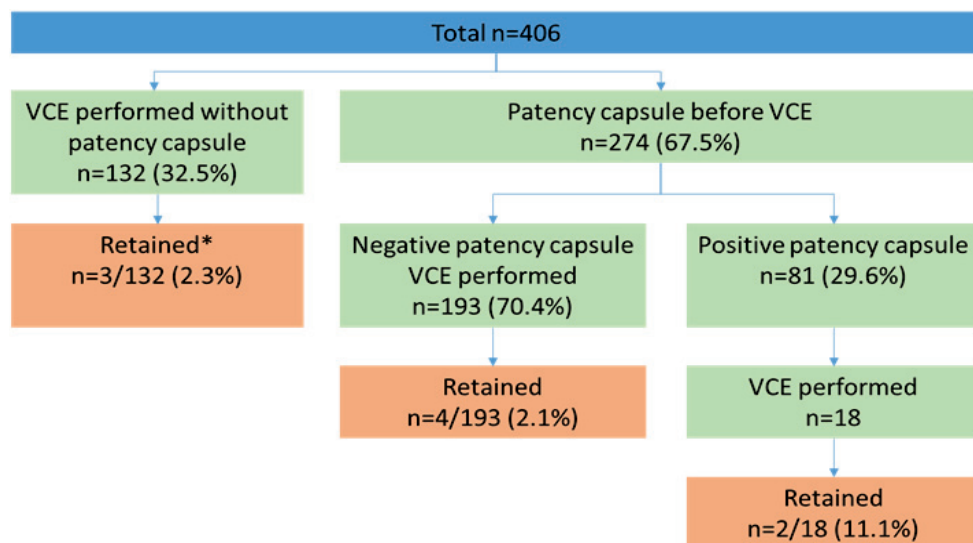 Total n=406
VCE performed without
patency capsule
n=132 (32.5%)
Patency capsule before VCE
n=274 (67.5%)
Retained*
n=3/132 (2.3%)
Negative patency capsule
VCE performed
n=193 (70.4%)
Positive patency capsule
n=81 (29.6%)
Retained
n=4/193 (2.1%)
VCE performed
n=18
Retained
n=2/18 (11.1%)